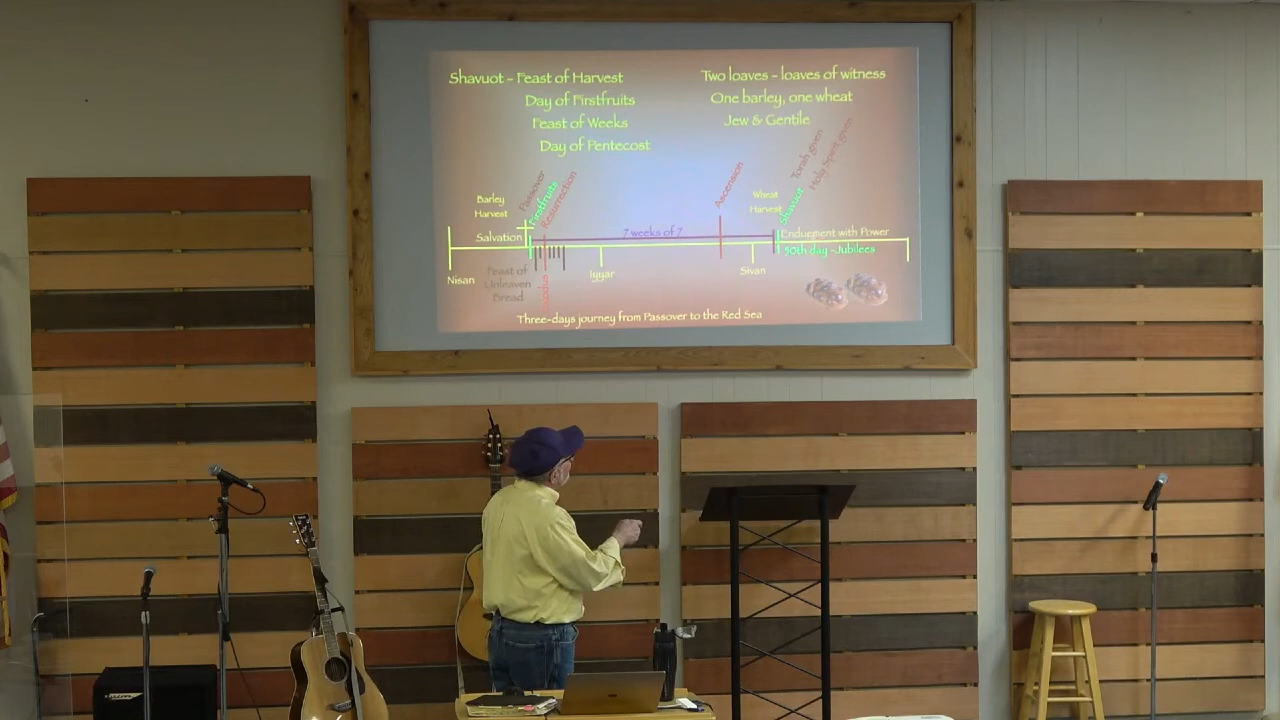 Shavuot - Feast of Harvest
Day of Firstfruits
Feast of Weeks
Day of Pentecost
Two loaves - loaves of witness
One barley, one wheat
Jew & Gentile
Barley
Harvest
Passover
Firstfruits
Resurrection
Ascension
Wheat
Harvest
Shavuot
Torah given
Holy Spirit given
Salvation
7 weeks of 7
Enduement with Power
50th day - Jubilees
Nisan
Feast of
Unleaven
Bread
Iyyar
Sivan
Three-days journey from Passover to the Red Sea